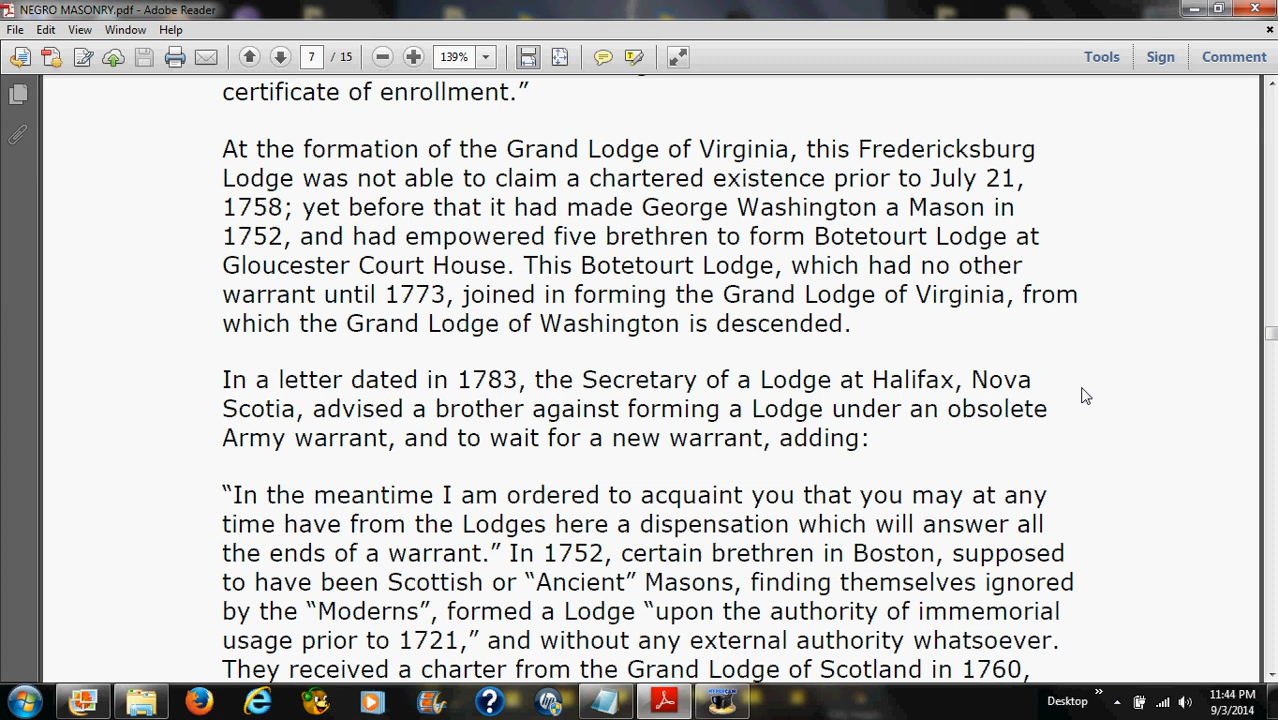 NEGRO MASONRY.pdf - Adobe Reader
File Edit View Window Help
7 / 15 139% Tools Sign Comment
certificate of enrollment.”
At the formation of the Grand Lodge of Virginia, this Fredericksburg
Lodge was not able to claim a chartered existence prior to July 21,
1758; yet before that it had made George Washington a Mason in
1752, and had empowered five brethren to form Botetourt Lodge at
Gloucester Court House. This Botetourt Lodge, which had no other
warrant until 1773, joined in forming the Grand Lodge of Virginia, from
which the Grand Lodge of Washington is descended.
In a letter dated in 1783, the Secretary of a Lodge at Halifax, Nova
Scotia, advised a brother against forming a Lodge under an obsolete
Army warrant, and to wait for a new warrant, adding:
“In the meantime I am ordered to acquaint you that you may at any
time have from the Lodges here a dispensation which will answer all
the ends of a warrant.” In 1752, certain brethren in Boston, supposed
to have been Scottish or “Ancient” Masons, finding themselves ignored
by the “Moderns”, formed a Lodge “upon the authority of immemorial
usage prior to 1721,” and without any external authority whatsoever.
They received a charter from the Grand Lodge of Scotland in 1760,
Desktop
11:44 PM
9/3/2014